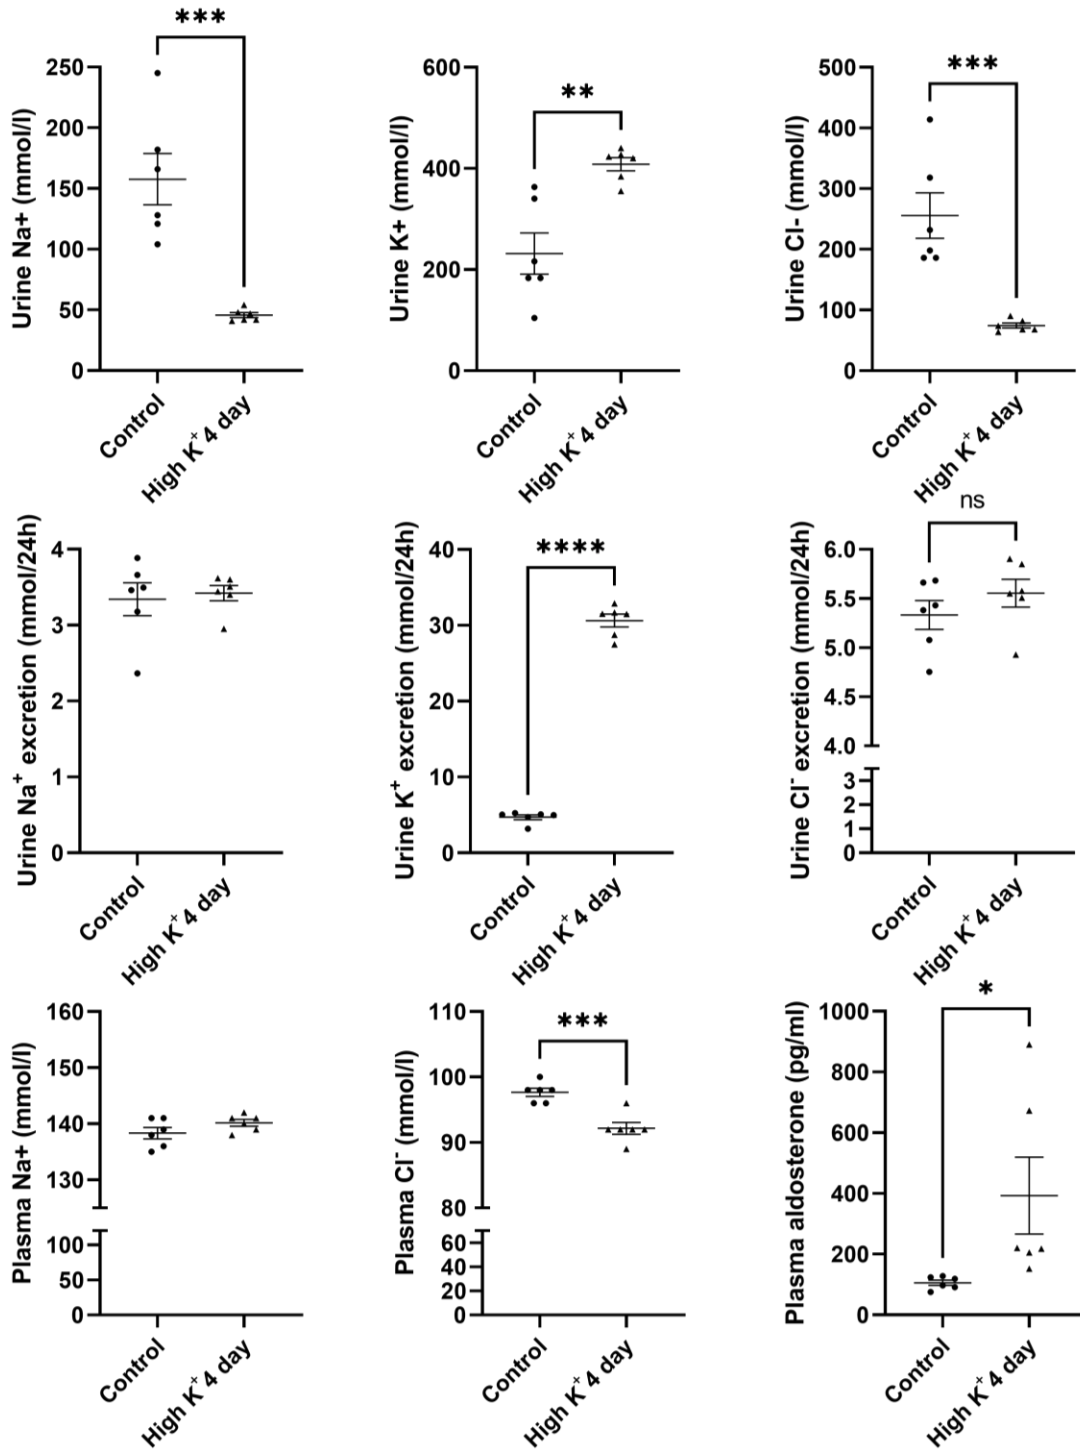 ***
250
200
150
100
50
0
Urine Na+ (mmol/l)
Control
High K+ 4 day
**
600
400
200
0
Urine K+ (mmol/l)
Control
High K+ 4 day
***
500
400
300
200
100
0
Urine Cl- (mmol/l)
Control
High K+ 4 day
4
3
2
1
0
Urine Na+ excretion (mmol/24h)
Control
High K+ 4 day
****
40
30
20
10
0
Urine K+ excretion (mmol/24h)
Control
High K+ 4 day
ns
6.0
5.5
5.0
4.5
4.0
3
2
1
0
Urine Cl- excretion (mmol/24h)
Control
High K+ 4 day
160
150
140
130
100
50
0
Plasma Na+ (mmol/l)
Control
High K+ 4 day
***
110
100
90
80
60
40
20
0
Plasma Cl- (mmol/l)
Control
High K+ 4 day
*
1000
800
600
400
200
0
Plasma aldosterone (pg/ml)
Control
High K+ 4 day